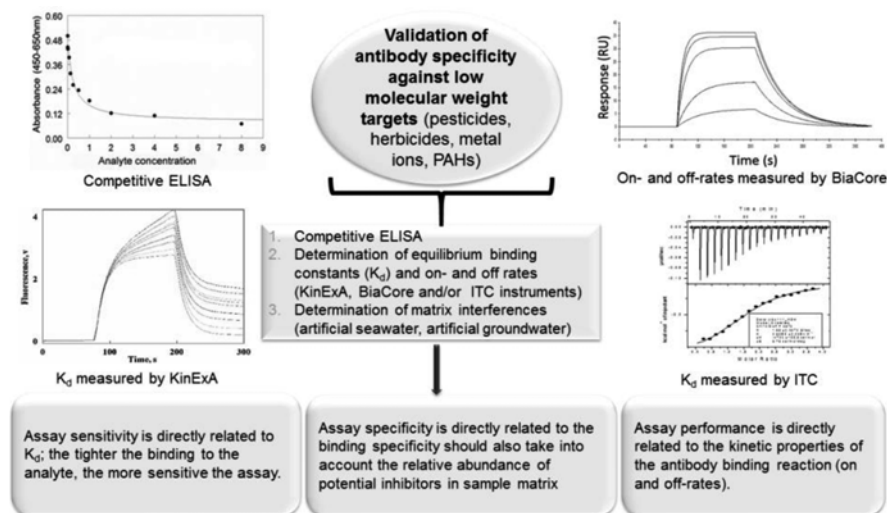 0.60
0.48
0.36
0.24
0.12
0.00
Absorbance (450-650nm)
0 1 2 3 4 5 6 7 8 9
Analyte concentration
Competitive ELISA
Validation of
antibody specificity
against low
molecular weight
targets (pesticides,
herbicides, metal
ions, PAHs)
Response (RU)
Time (s)
On- and off-rates measured by BiaCore
4
2
0
Fluorescence, v
0 100 200 300
Time, s
Kd measured by KinExA
1. Competitive ELISA
2. Determination of equilibrium binding
constants (Kd) and on- and off rates
(KinExA, BiaCore and/or ITC instruments)
3. Determination of matrix interferences
(artificial seawater, artificial groundwater)
Kd measured by ITC
Assay sensitivity is directly related to
Kd; the tighter the binding to the
analyte, the more sensitive the assay.
Assay specificity is directly related to the
binding specificity should also take into
account the relative abundance of
potential inhibitors in sample matrix
Assay performance is directly
related to the kinetic properties of
the antibody binding reaction (on
and off-rates).